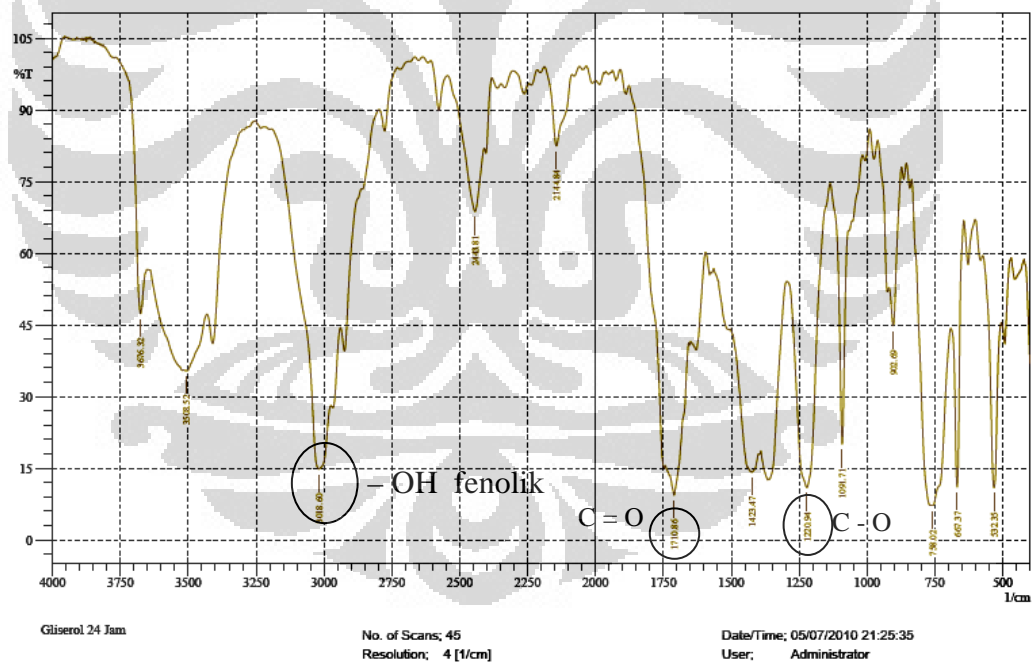 105
%T
90
75
60
45
30
15
0
3676.32
3508.52
3018.60
– OH fenolik
2443.81
2144.84
C = O
1710.86
1423.47
1220.94
C - O
1091.71
902.69
758.02
667.37
532.35
4000 3750 3500 3250 3000 2750 2500 2250 2000 1750 1500 1250 1000 750 500
1/cm
Gliserol 24 Jam
No. of Scans; 45
Resolution; 4 [1/cm]
Date/Time; 05/07/2010 21:25:35
User; Administrator